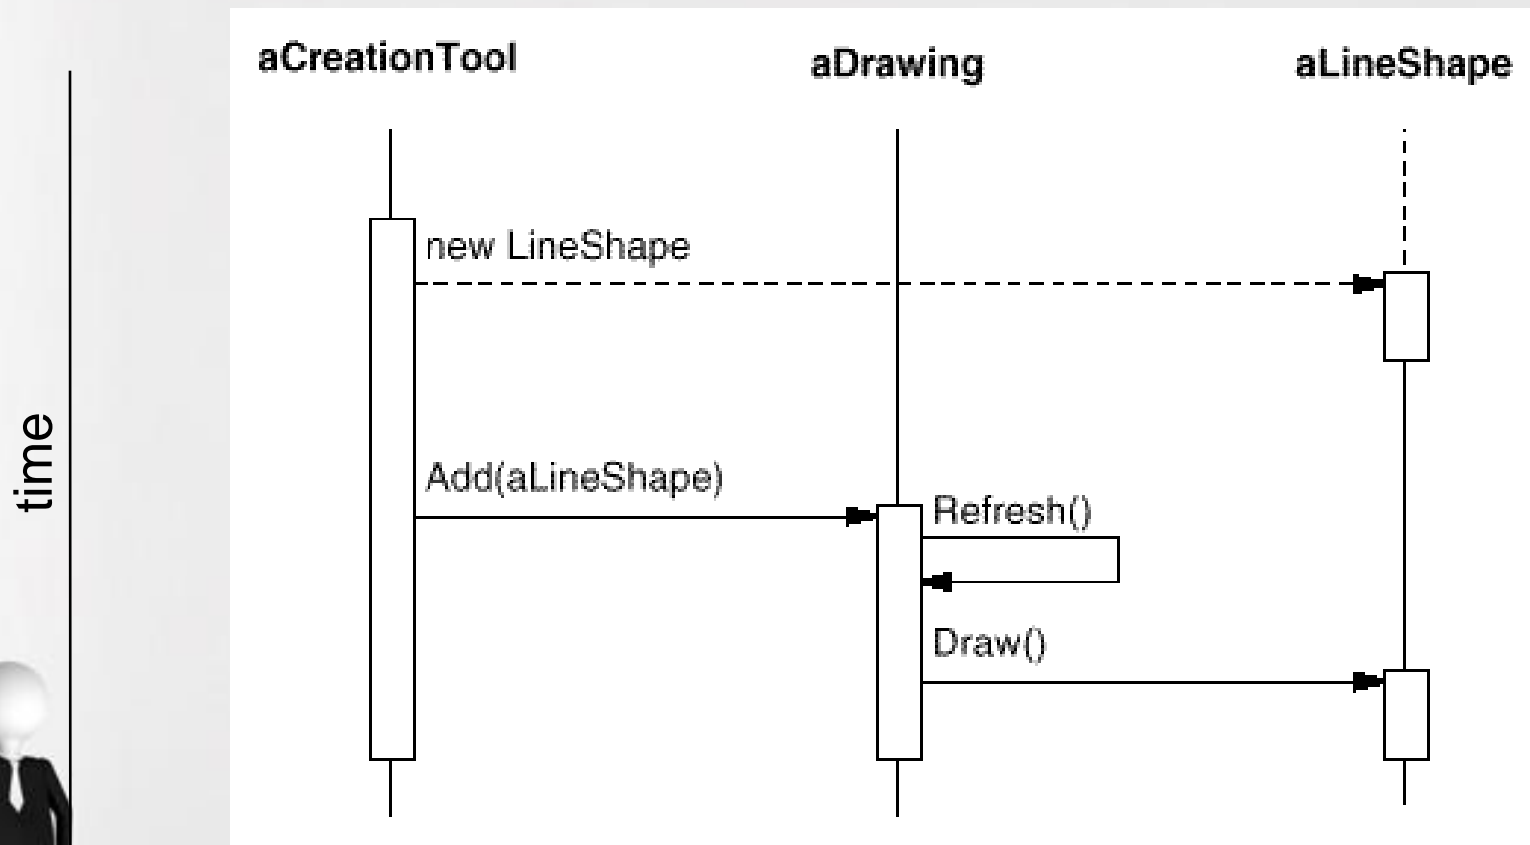 aCreationTool
aDrawing
aLineShape
new LineShape
Add(aLineShape)
Refresh()
Draw()
time